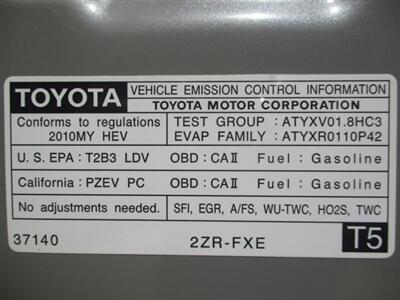 TOYOTA VEHICLE EMISSION CONTROL INFORMATION
TOYOTA MOTOR CORPORATION
Conforms to regulations TEST GROUP : ATYXV01.8HC3
2010MY HEV EVAP FAMILY : ATYXR0110P42
U. S. EPA : T2B3 LDV OBD : CAⅡ Fuel : Gasoline
California : PZEV PC OBD : CAⅡ Fuel : Gasoline
No adjustments needed. SFI, EGR, A/FS, WU-TWC, HO2S, TWC
37140 2ZR-FXE T5